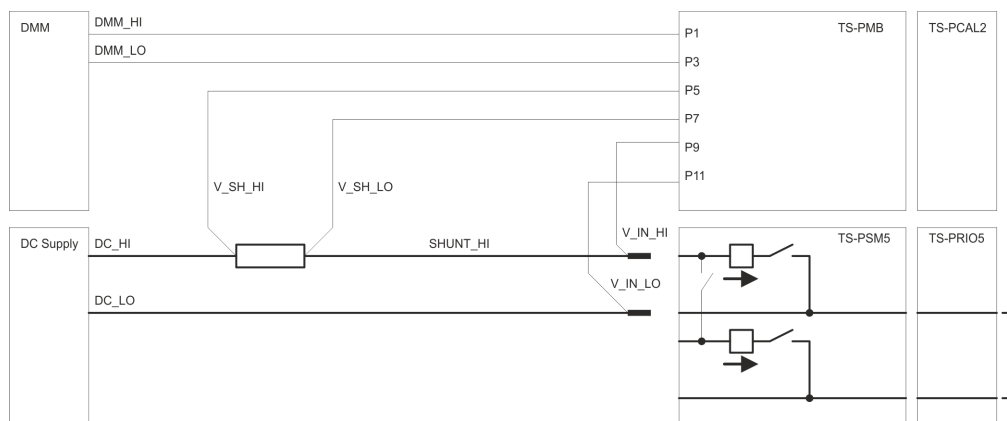 DMM
DMM_HI
DMM_LO
P1
TS-PMB
TS-PCAL2
P3
P5
P7
P9
P11
V_SH_HI
V_SH_LO
DC Supply
DC_HI
SHUNT_HI
V_IN_HI
TS-PSM5
TS-PRIO5
V_IN_LO
DC_LO